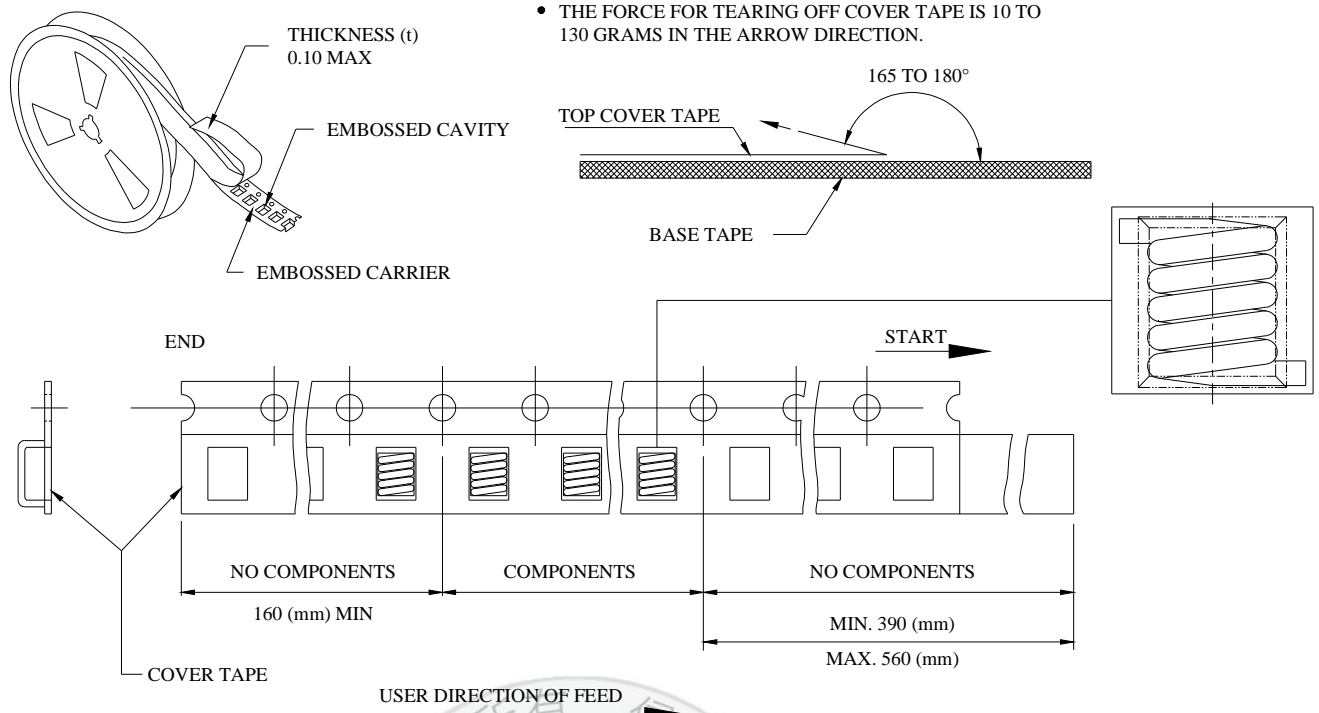 • THE FORCE FOR TEARING OFF COVER TAPE IS 10 TO
130 GRAMS IN THE ARROW DIRECTION.
THICKNESS (t)
0.10 MAX
165 TO 180°
TOP COVER TAPE
EMBOSSED CAVITY
BASE TAPE
EMBOSSED CARRIER
END
START
NO COMPONENTS
COMPONENTS
NO COMPONENTS
160 (mm) MIN
MIN. 390 (mm)
MAX. 560 (mm)
COVER TAPE
USER DIRECTION OF FEED